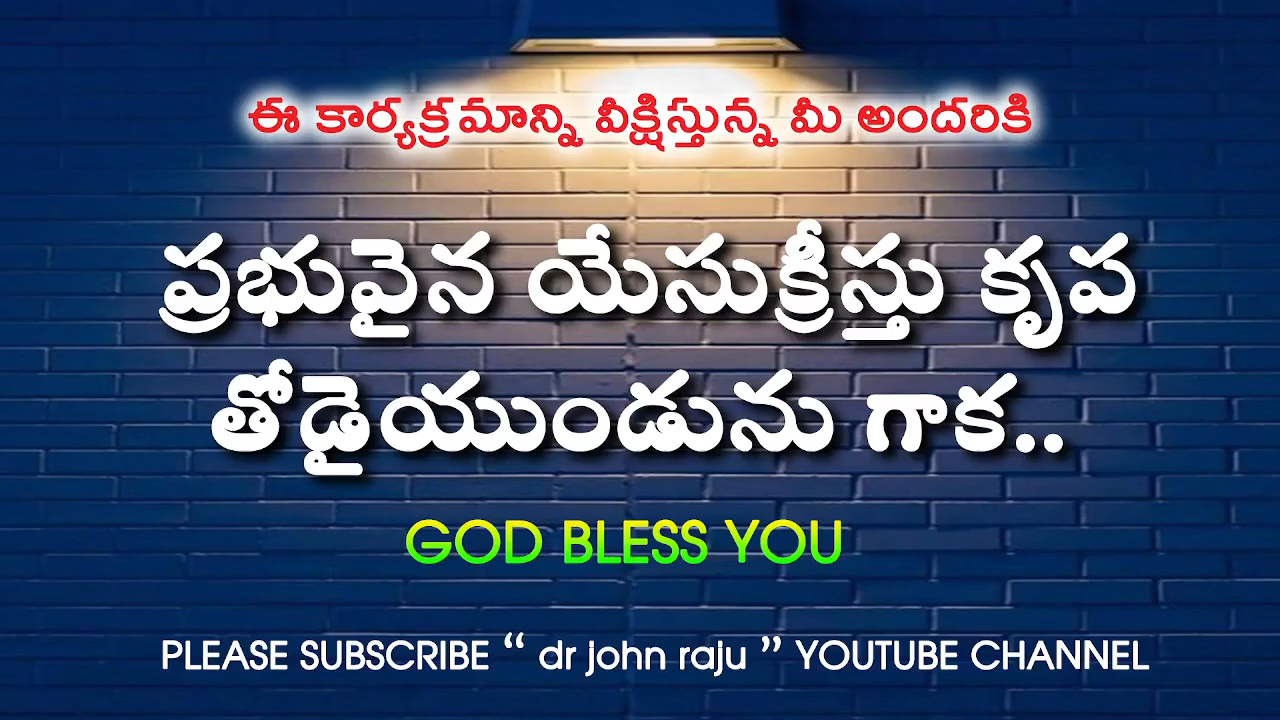 ఈ కార్యక్రమాన్ని వీక్షిస్తున్న మీ అందరికి
ప్రభువైన యేసుక్రీస్తు కృప
తోడైయుండును గాక..
GOD BLESS YOU
PLEASE SUBSCRIBE “ dr john raju ” YOUTUBE CHANNEL